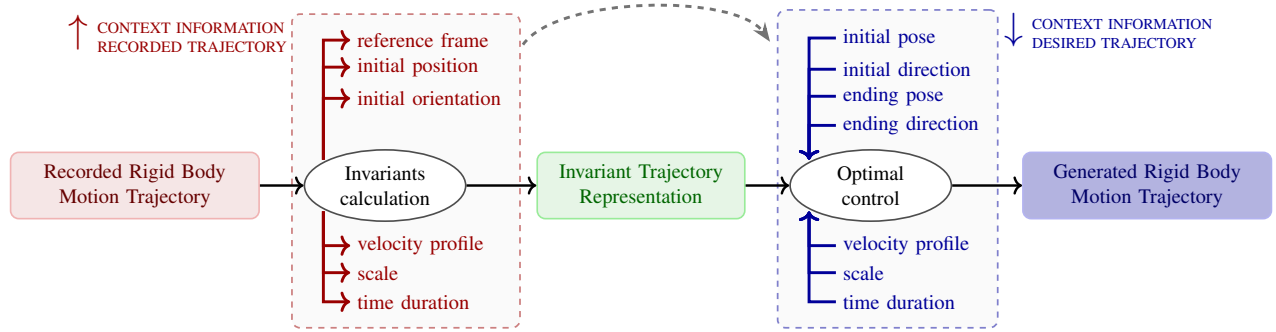 CONTEXT INFORMATION
RECORDED TRAJECTORY
reference frame
initial position
initial orientation
Recorded Rigid Body
Motion Trajectory
Invariants
calculation
velocity profile
scale
time duration
Invariant Trajectory
Representation
CONTEXT INFORMATION
DESIRED TRAJECTORY
initial pose
initial direction
ending pose
ending direction
Optimal
control
velocity profile
scale
time duration
Generated Rigid Body
Motion Trajectory